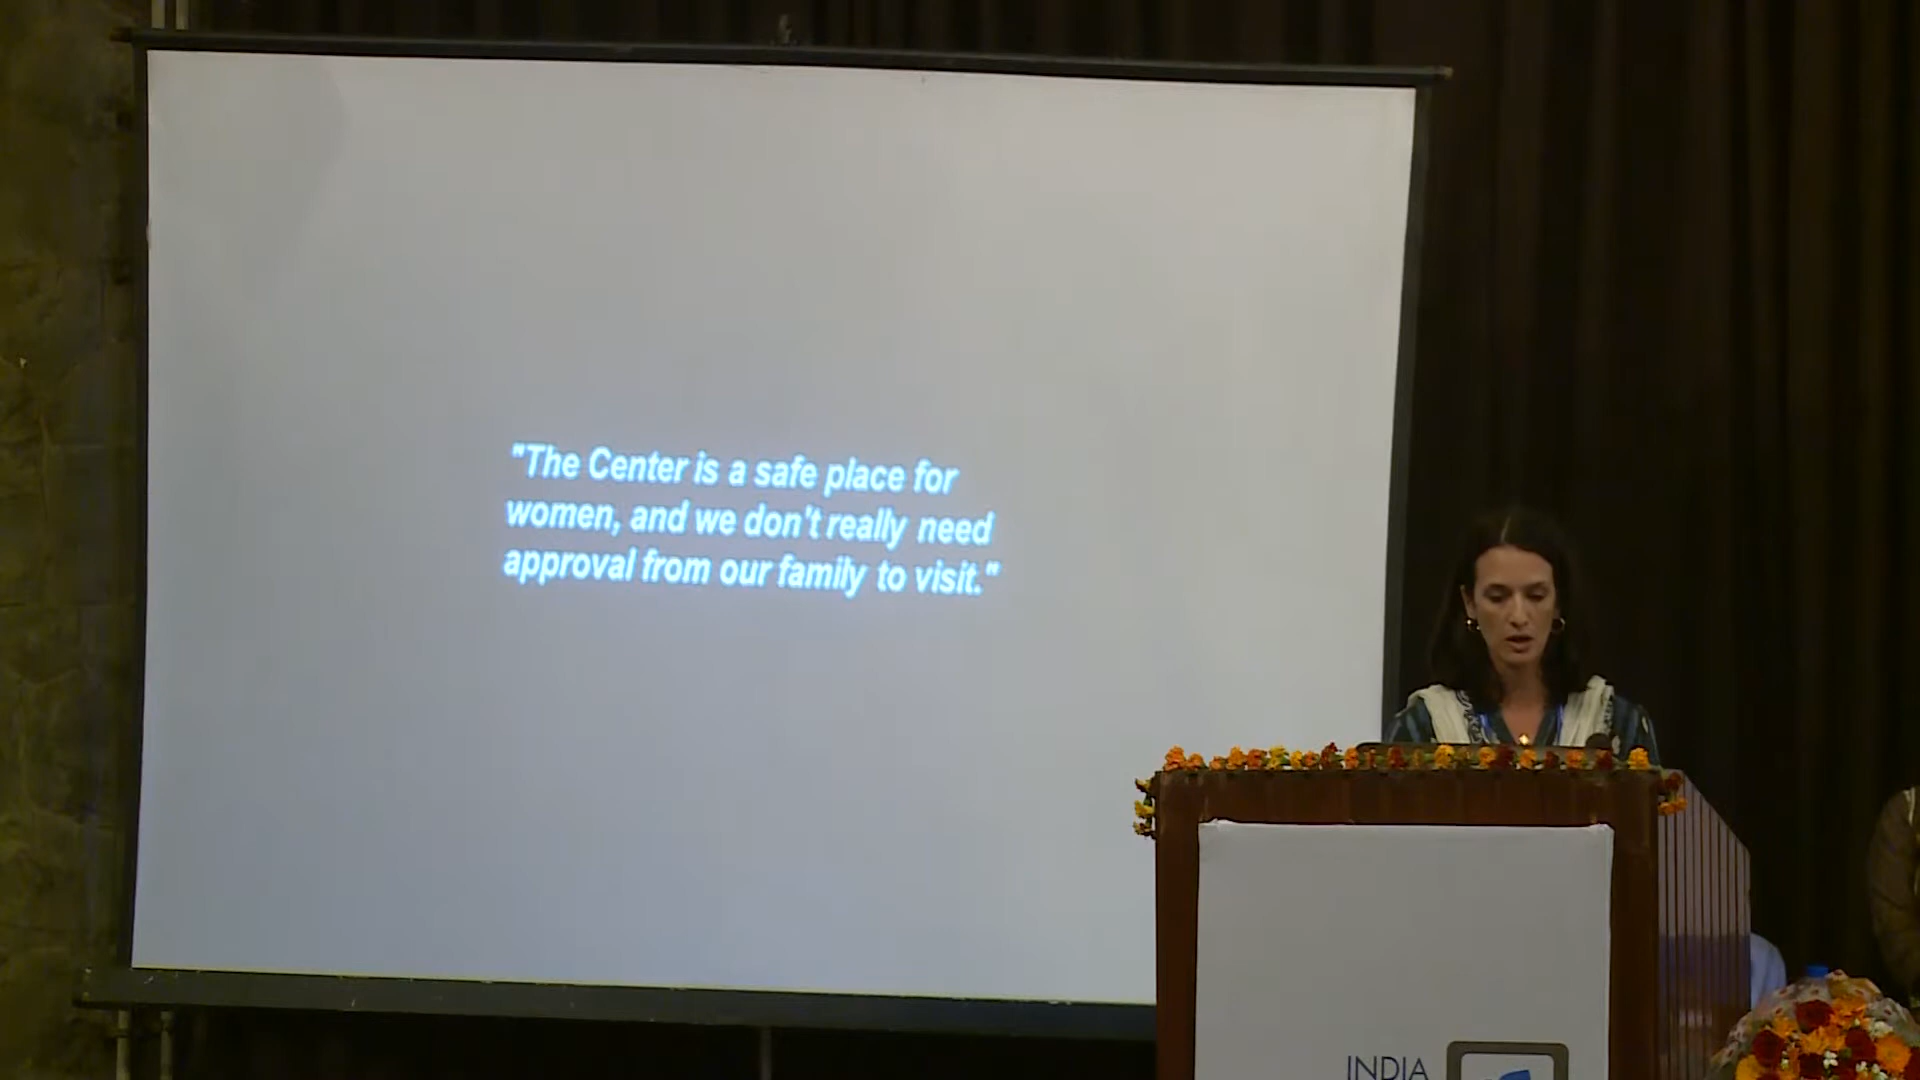 "The Center is a safe place for
women, and we don't really need
approval from our family to visit."
INDIA